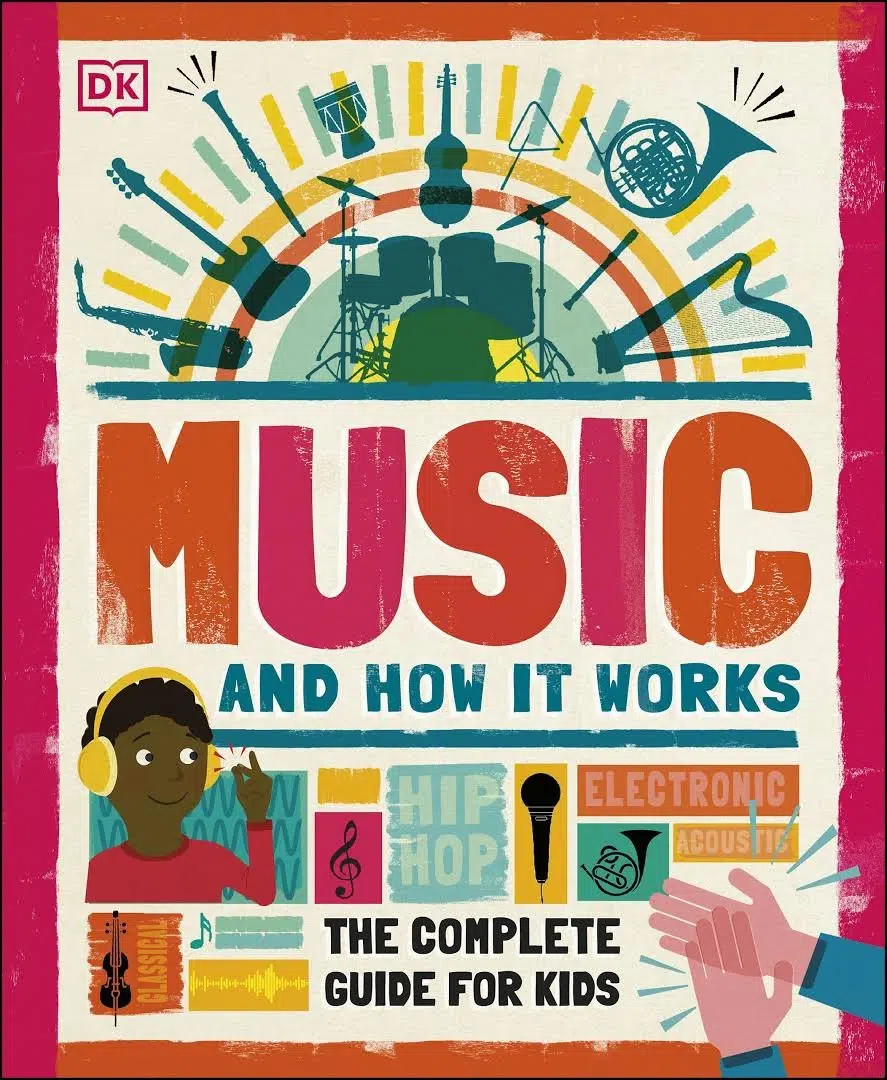 DK
MUSIC
AND HOW IT WORKS
HIP
HOP
ELECTRONIC
ACOUSTIC
CLASSICAL
THE COMPLETE
GUIDE FOR KIDS